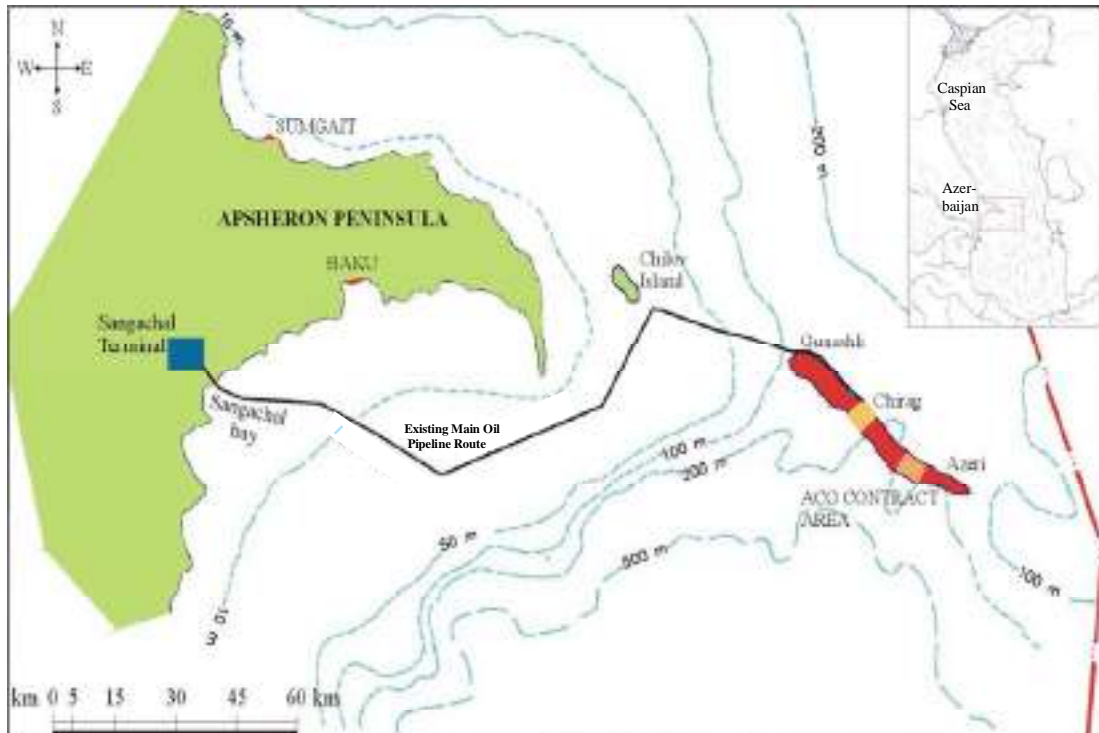 N
W E
S
10 m
SUMGAIT
APSHERON PENINSULA
BAKU
Sangachal
Terminal
Sangachal
bay
Existing Main Oil
Pipeline Route
Chilov
Island
Gunashli
Chirag
Azeri
ACO CONTRACT
AREA
200 m
100 m
200 m
50 m
500 m
100 m
10 m
Caspian
Sea
Azer-
baijan
km 0 5 15 30 45 60 km